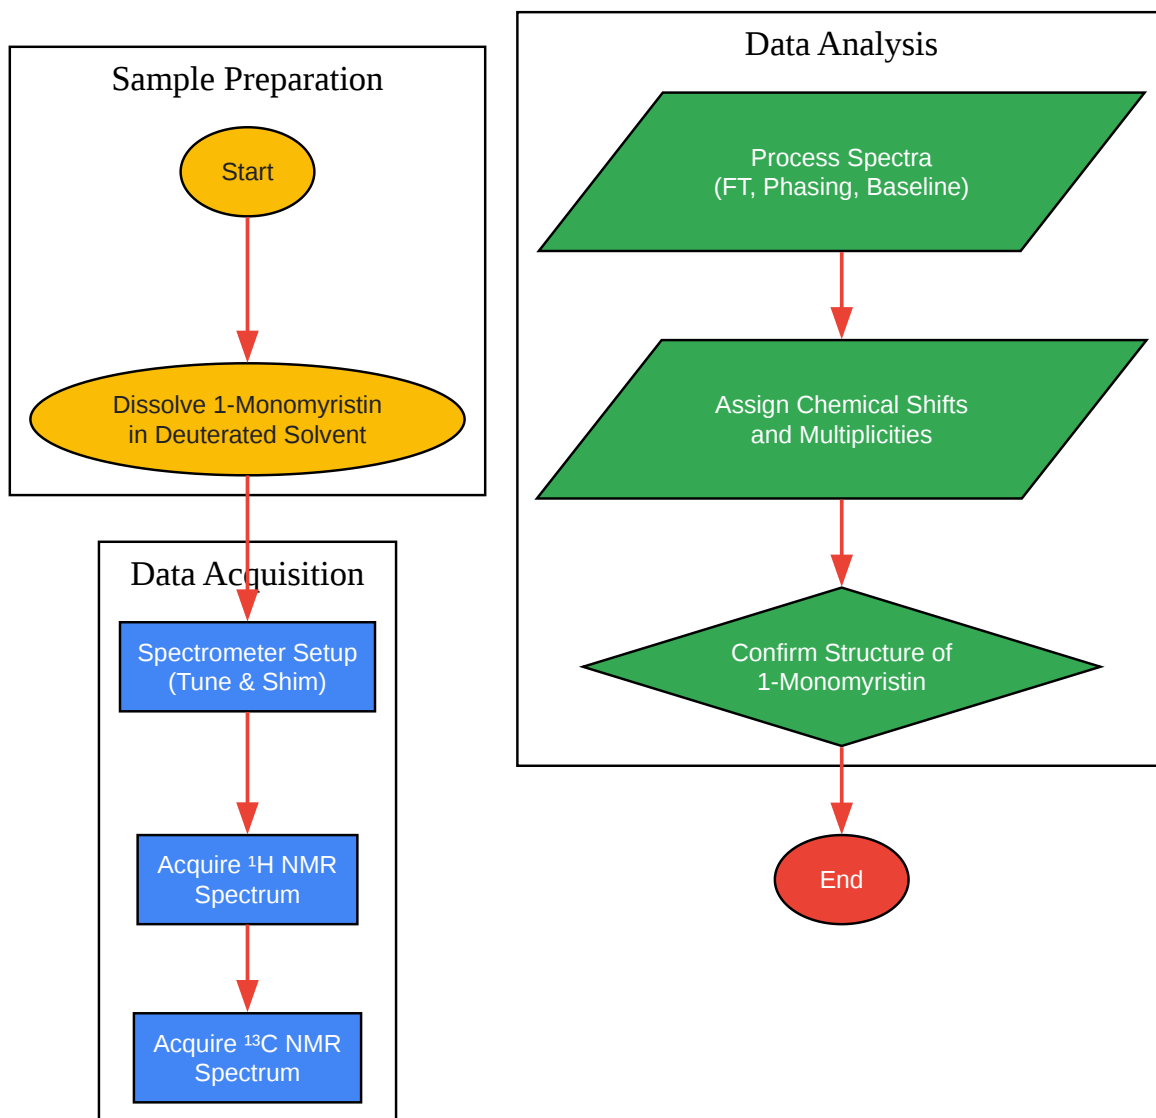 Sample Preparation
Start
Dissolve 1-Monomyristin
in Deuterated Solvent
Data Acquisition
Spectrometer Setup
(Tune & Shim)
Acquire ¹H NMR
Spectrum
Acquire ¹³C NMR
Spectrum
Data Analysis
Process Spectra
(FT, Phasing, Baseline)
Assign Chemical Shifts
and Multiplicities
Confirm Structure of
1-Monomyristin
End